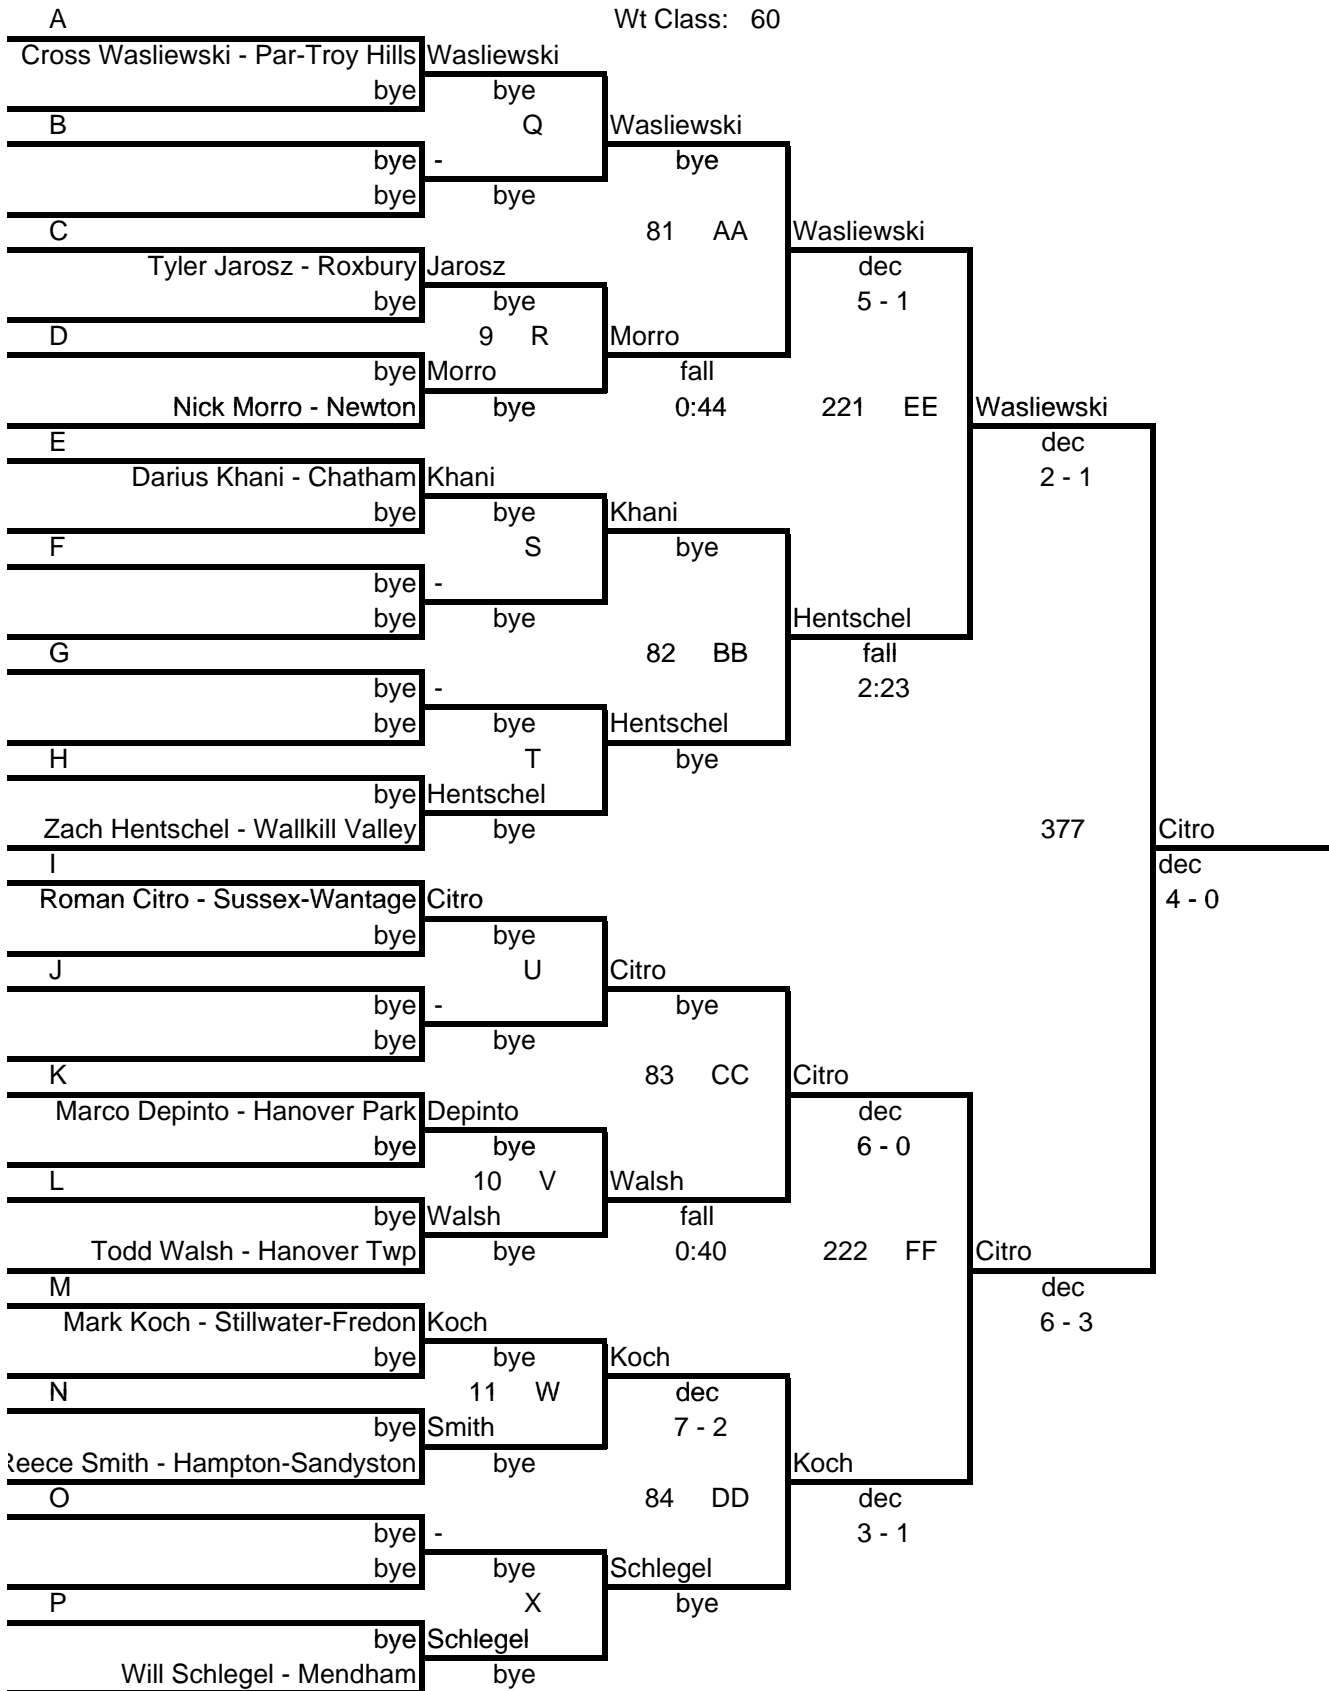 A Wt Class: 60
Cross Wasliewski - Par-Troy Hills Wasliewski
bye bye
B Q Wasliewski
bye - bye
bye bye
C 81 AA Wasliewski
Tyler Jarosz - Roxbury Jarosz dec
bye bye 5 - 1
D 9 R Morro
bye Morro fall
Nick Morro - Newton bye 0:44 221 EE Wasliewski
E dec
Darius Khani - Chatham Khani 2 - 1
bye bye Khani
F S bye
bye -
bye bye Hentschel
G 82 BB fall
bye - 2:23
bye bye Hentschel
H T bye
bye Hentschel
Zach Hentschel - Wallkill Valley bye 377 Citro
I dec
Roman Citro - Sussex-Wantage Citro 4 - 0
bye bye
J U Citro
bye - bye
bye bye
K 83 CC Citro
Marco Depinto - Hanover Park Depinto dec
bye bye 6 - 0
L 10 V Walsh
bye Walsh fall
Todd Walsh - Hanover Twp bye 0:40 222 FF Citro
M dec
Mark Koch - Stillwater-Fredon Koch 6 - 3
bye bye Koch
N 11 W dec
bye Smith 7 - 2
Reece Smith - Hampton-Sandyston bye Koch
O 84 DD dec
bye - 3 - 1
bye bye Schlegel
P X bye
bye Schlegel
Will Schlegel - Mendham bye